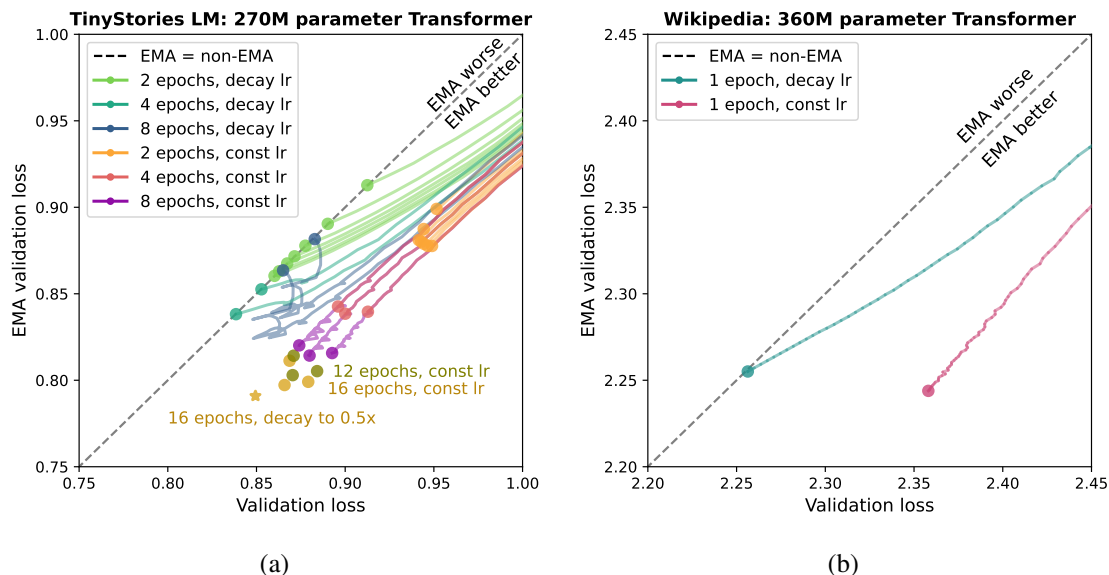 TinyStories LM: 270M parameter Transformer
1.00
0.95
0.90
0.85
0.80
0.75
EMA validation loss
EMA = non-EMA
2 epochs, decay lr
4 epochs, decay lr
8 epochs, decay lr
2 epochs, const lr
4 epochs, const lr
8 epochs, const lr
EMA worse
EMA better
12 epochs, const lr
16 epochs, const lr
16 epochs, decay to 0.5x
0.75 0.80 0.85 0.90 0.95 1.00
Validation loss
(a)
Wikipedia: 360M parameter Transformer
2.45
2.40
2.35
2.30
2.25
2.20
EMA validation loss
EMA = non-EMA
1 epoch, decay lr
1 epoch, const lr
EMA worse
EMA better
2.20 2.25 2.30 2.35 2.40 2.45
Validation loss
(b)